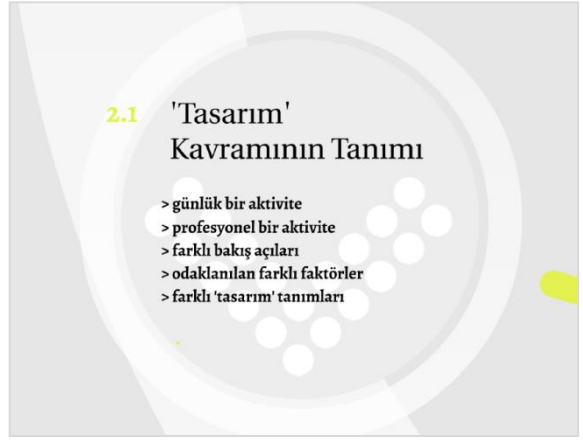 2.1 'Tasarım'
Kavramının Tanımı
> günlük bir aktivite
> profesyonel bir aktivite
> farklı bakış açıları
> odaklanılan farklı faktörler
> farklı 'tasarım' tanımları